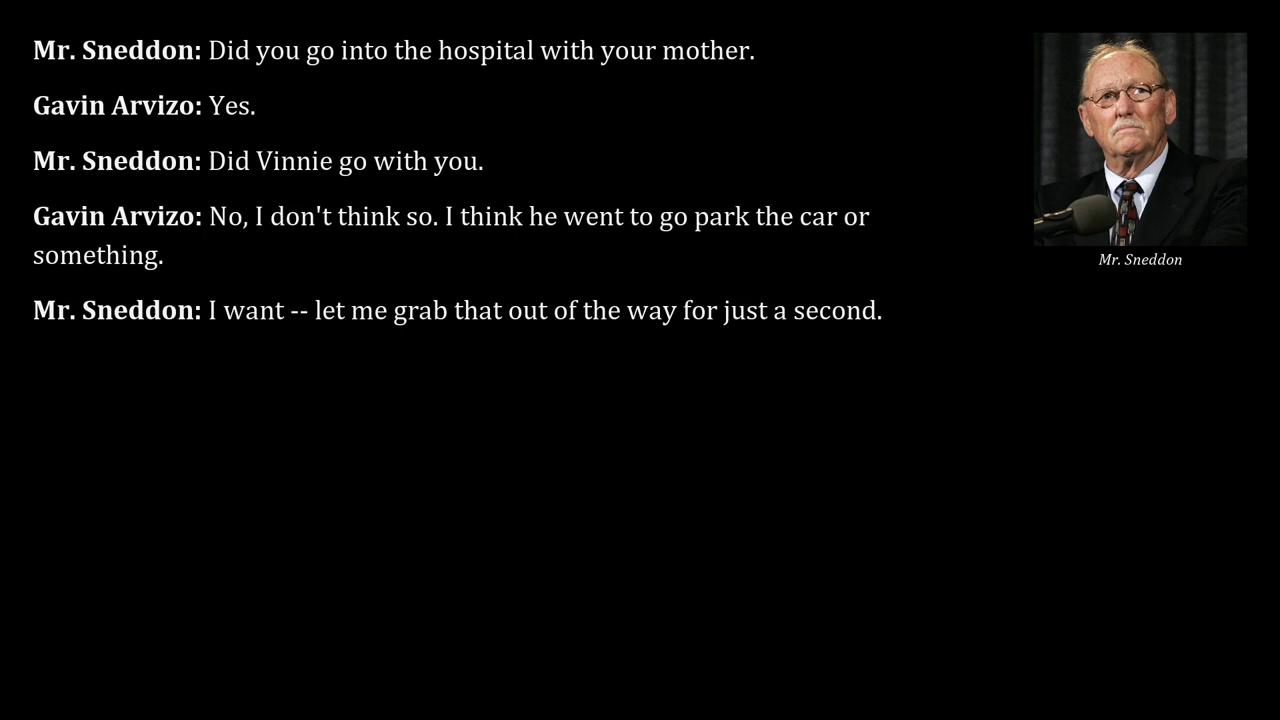 Mr. Sneddon: Did you go into the hospital with your mother.
Gavin Arvizo: Yes.
Mr. Sneddon: Did Vinnie go with you.
Gavin Arvizo: No, I don't think so. I think he went to go park the car or
something.
Mr. Sneddon: I want -- let me grab that out of the way for just a second.
Mr. Sneddon